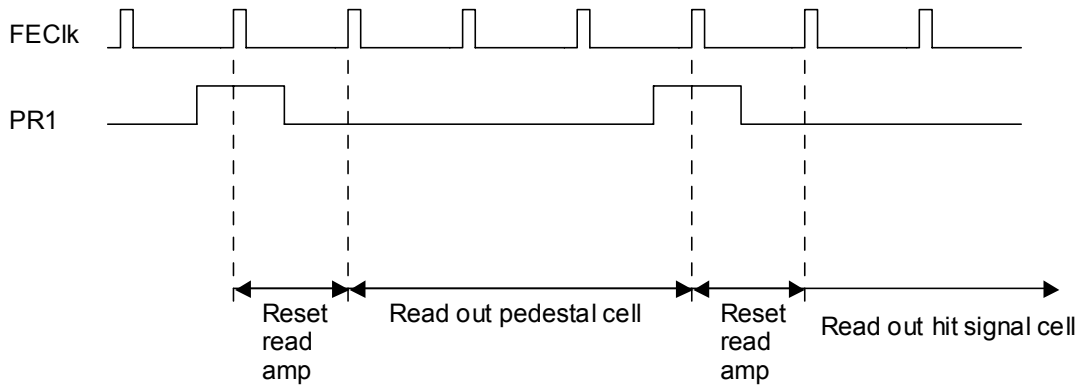 FEClk
PR1
Reset
read
amp
Read out pedestal cell
Reset
read
amp
Read out hit signal cell